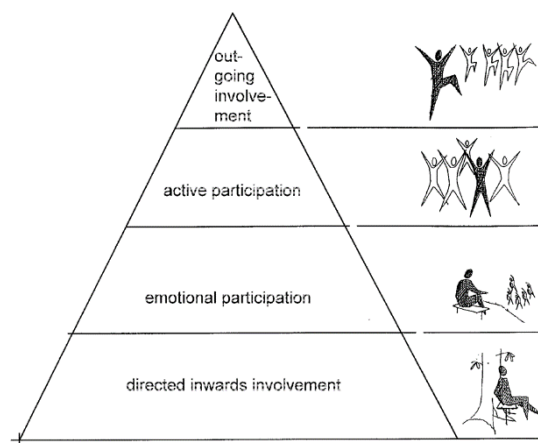 out-
going
involve-
ment
active participation
emotional participation
directed inwards involvement